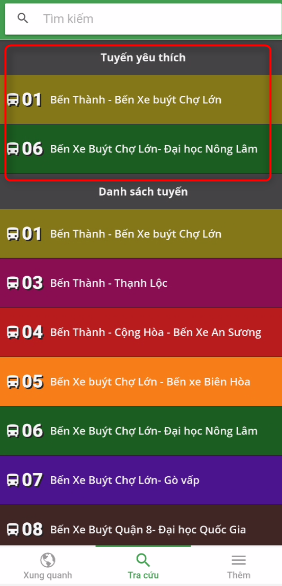 Tìm kiếm
Tuyến yêu thích
01 Bến Thành - Bến Xe buýt Chợ Lớn
06 Bến Xe Buýt Chợ Lớn- Đại học Nông Lâm
Danh sách tuyến
01 Bến Thành - Bến Xe buýt Chợ Lớn
03 Bến Thành - Thạnh Lộc
04 Bến Thành - Cộng Hòa - Bến Xe An Sương
05 Bến Xe buýt Chợ Lớn - Bến xe Biên Hòa
06 Bến Xe Buýt Chợ Lớn- Đại học Nông Lâm
07 Bến Xe Buýt Chợ Lớn- Gò vấp
08 Bến Xe Buýt Quận 8- Đại học Quốc Gia
Xung quanh Tra cứu Thêm